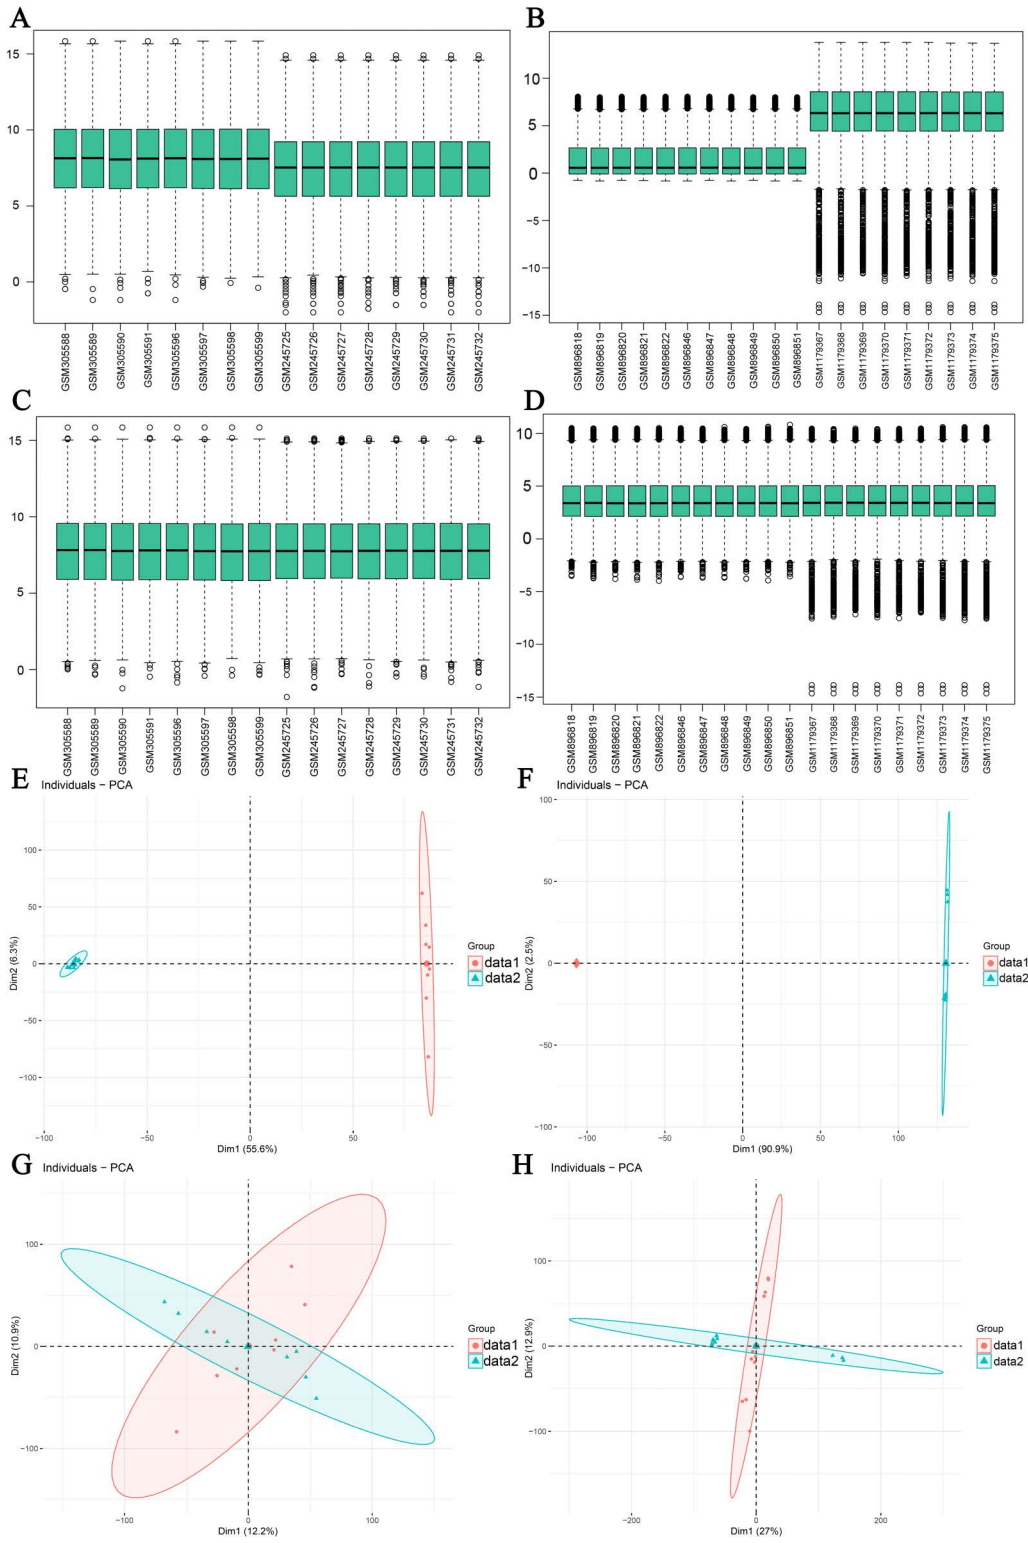 A
15
10
5
0
GSM305588
GSM305589
GSM305590
GSM305591
GSM305596
GSM305597
GSM305598
GSM305599
GSM245725
GSM245726
GSM245727
GSM245728
GSM245729
GSM245730
GSM245731
GSM245732
B
10
5
0
−5
−10
−15
GSM896818
GSM896819
GSM896820
GSM896821
GSM896822
GSM896846
GSM896847
GSM896848
GSM896849
GSM896850
GSM896851
GSM1179367
GSM1179368
GSM1179369
GSM1179370
GSM1179371
GSM1179372
GSM1179373
GSM1179374
GSM1179375
C
15
10
5
0
GSM305588
GSM305589
GSM305590
GSM305591
GSM305596
GSM305597
GSM305598
GSM305599
GSM245725
GSM245726
GSM245727
GSM245728
GSM245729
GSM245730
GSM245731
GSM245732
D
10
5
0
−5
−10
−15
GSM896818
GSM896819
GSM896820
GSM896821
GSM896822
GSM896846
GSM896847
GSM896848
GSM896849
GSM896850
GSM896851
GSM1179367
GSM1179368
GSM1179369
GSM1179370
GSM1179371
GSM1179372
GSM1179373
GSM1179374
GSM1179375
E
Individuals − PCA
100
50
0
−50
−100
Dim2 (6.3%)
−100
−50
0
50
Dim1 (55.6%)
Group
data1
data2
F
Individuals − PCA
100
50
0
−50
−100
Dim2 (2.5%)
−100
−50
0
50
100
Dim1 (90.9%)
Group
data1
data2
G
Individuals − PCA
100
0
−100
Dim2 (10.9%)
−100
0
100
Dim1 (12.2%)
Group
data1
data2
H
Individuals − PCA
100
0
−100
Dim2 (12.9%)
−200
0
200
Dim1 (27%)
Group
data1
data2